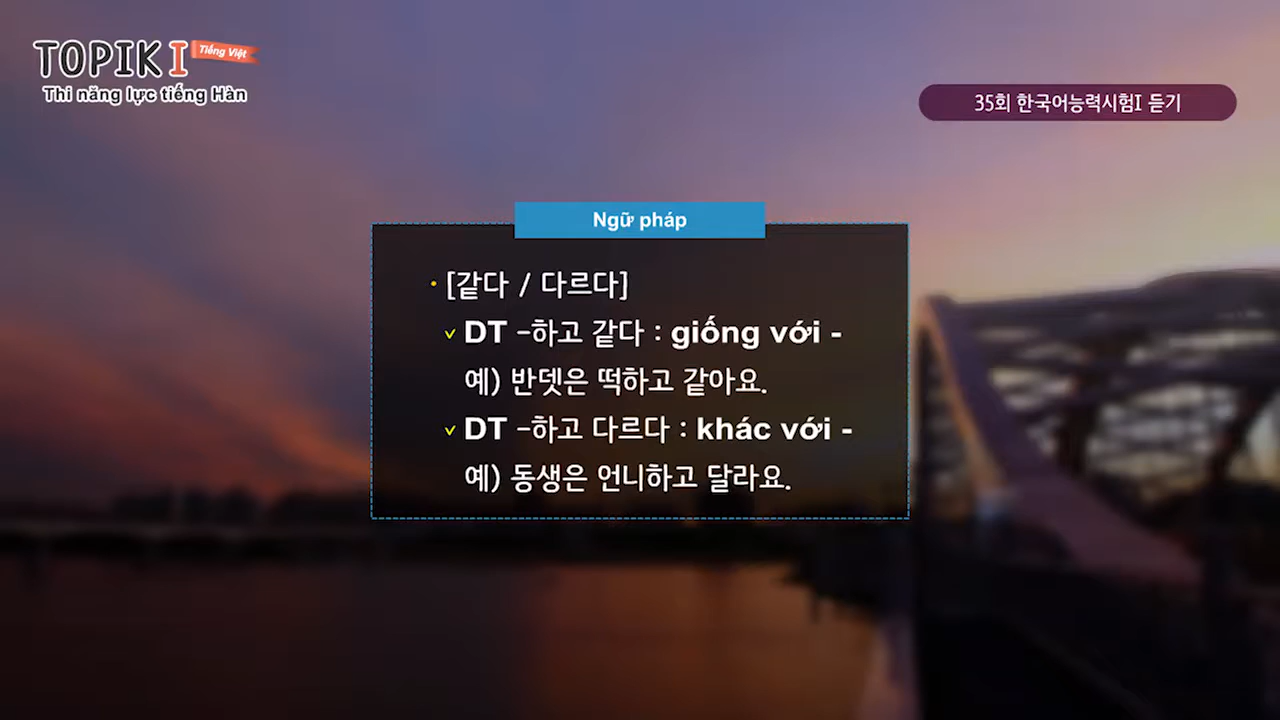 TOPIK I Tiếng Việt
Thi năng lực tiếng Hàn
35회 한국어능력시험I 듣기
Ngữ pháp
• [같다 / 다르다]
✓ DT -하고 같다 : giống với -
예) 반뎃은 떡하고 같아요.
✓ DT -하고 다르다 : khác với -
예) 동생은 언니하고 달라요.